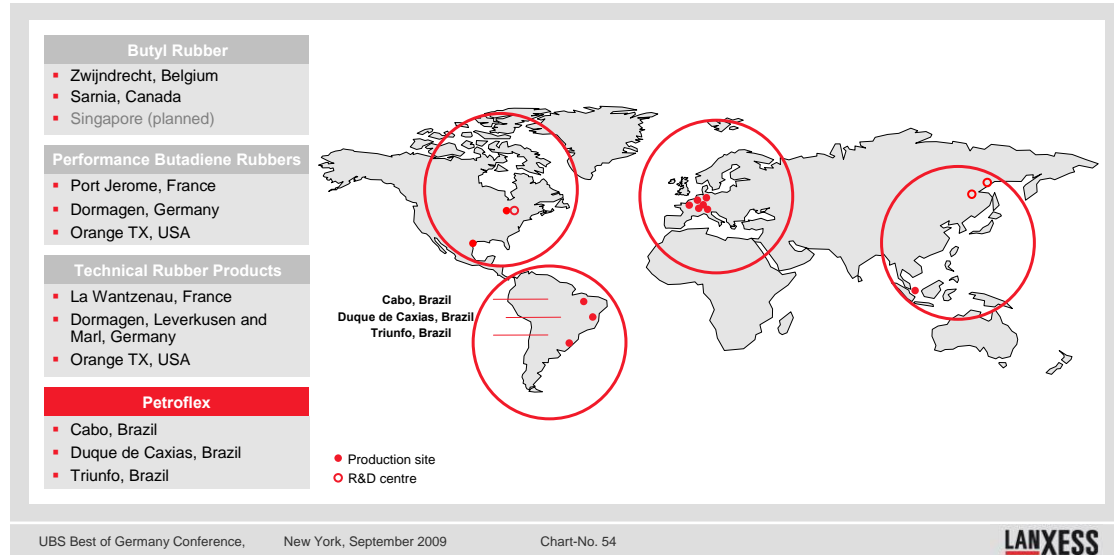 Butyl Rubber
Zwijndrecht, Belgium
Sarnia, Canada
Singapore (planned)
Performance Butadiene Rubbers
Port Jerome, France
Dormagen, Germany
Orange TX, USA
Technical Rubber Products
La Wantzenau, France
Dormagen, Leverkusen and
Marl, Germany
Orange TX, USA
Petroflex
Cabo, Brazil
Duque de Caxias, Brazil
Triunfo, Brazil
Cabo, Brazil
Duque de Caxias, Brazil
Triunfo, Brazil
Production site
R&D centre
UBS Best of Germany Conference, New York, September 2009 Chart-No. 54
LANXESS